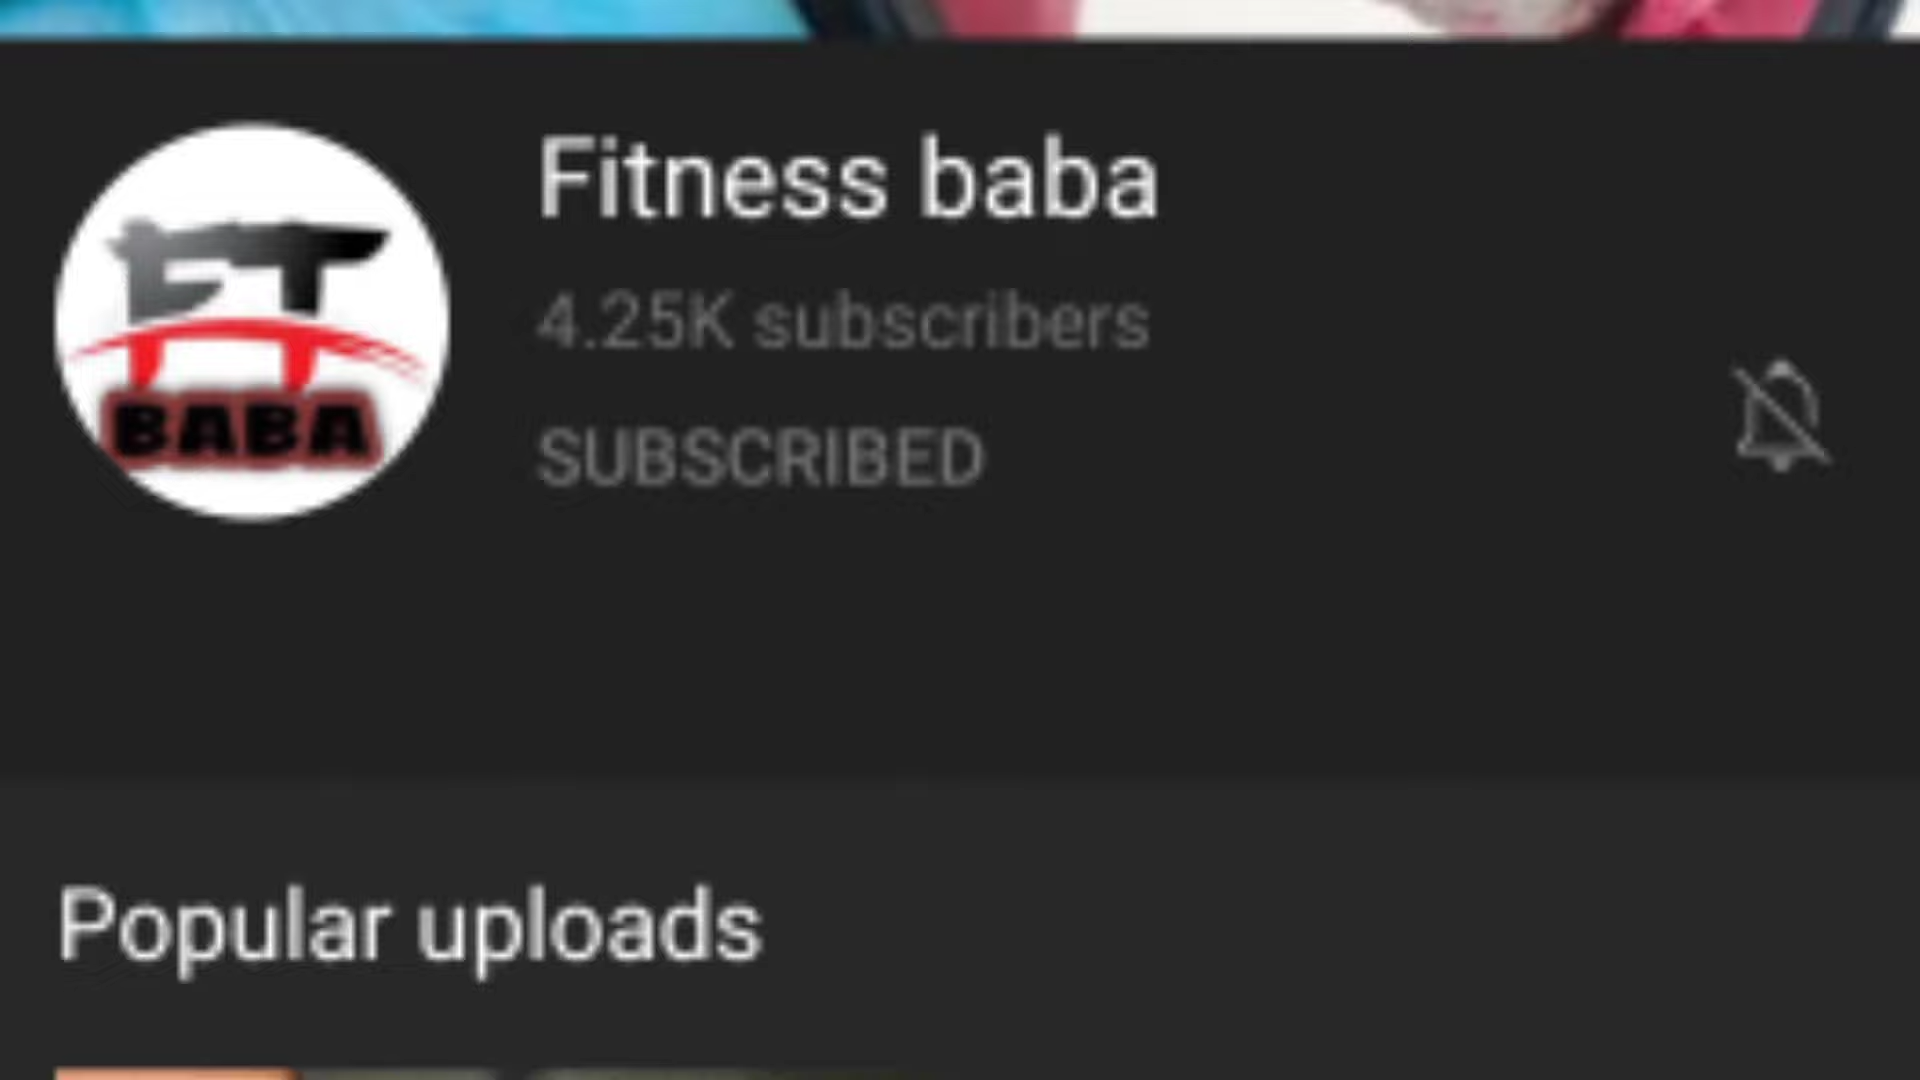 FT
BABA
Fitness baba
4.25K subscribers
SUBSCRIBED
Popular uploads